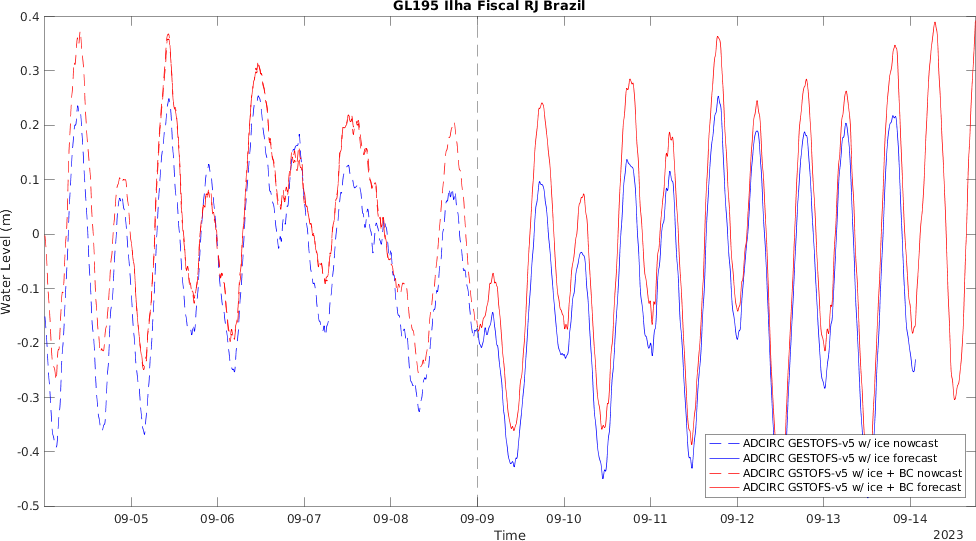 GL195 Ilha Fiscal RJ Brazil
0.4
0.3
0.2
0.1
0
-0.1
-0.2
-0.3
-0.4
-0.5
Water Level (m)
ADCIRC GESTOFS-v5 w/ ice nowcast
ADCIRC GESTOFS-v5 w/ ice forecast
ADCIRC GSTOFS-v5 w/ ice + BC nowcast
ADCIRC GSTOFS-v5 w/ ice + BC forecast
09-05 09-06 09-07 09-08 09-09 09-10 09-11 09-12 09-13 09-14
Time
2023